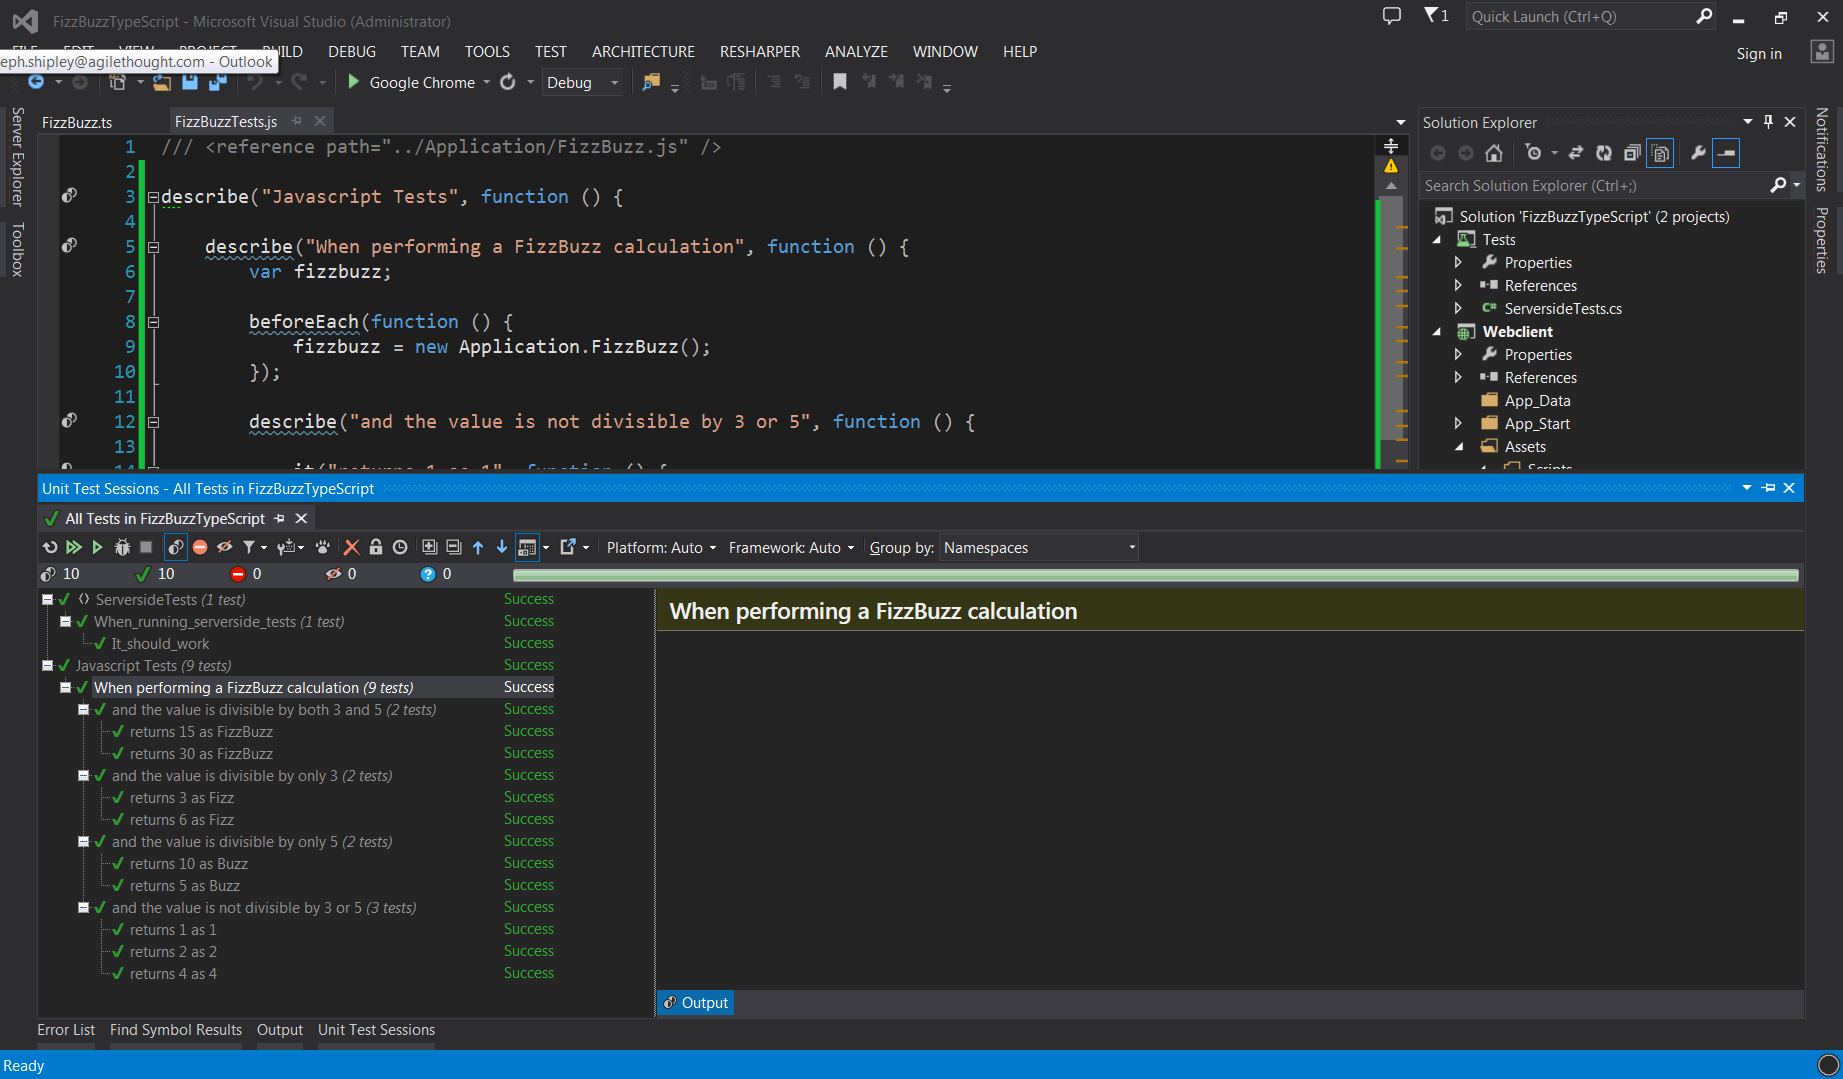 FizzBuzzTypeScript - Microsoft Visual Studio (Administrator)
1
Quick Launch (Ctrl+Q)
FILE EDIT VIEW PROJECT BUILD DEBUG TEAM TOOLS TEST ARCHITECTURE RESHARPER ANALYZE WINDOW HELP
Sign in
eph.shipley@agilethought.com - Outlook
Google Chrome
Debug
Server Explorer
Toolbox
FizzBuzz.ts
FizzBuzzTests.js
1 /// <reference path="../Application/FizzBuzz.js" />
2
3 describe("Javascript Tests", function () {
4
5 describe("When performing a FizzBuzz calculation", function () {
6 var fizzbuzz;
7
8 beforeEach(function () {
9 fizzbuzz = new Application.FizzBuzz();
10 });
11
12 describe("and the value is not divisible by 3 or 5", function () {
13
14 it("returns 1 as 1", function () {
Solution Explorer
Search Solution Explorer (Ctrl+;)
Solution 'FizzBuzzTypeScript' (2 projects)
Tests
Properties
References
C# ServersideTests.cs
Webclient
Properties
References
App_Data
App_Start
Assets
Scripts
Notifications
Properties
Unit Test Sessions - All Tests in FizzBuzzTypeScript
All Tests in FizzBuzzTypeScript
Platform: Auto
Framework: Auto
Group by: Namespaces
10 10 0 0 0
ServersideTests (1 test) Success
When_running_serverside_tests (1 test) Success
It_should_work Success
Javascript Tests (9 tests) Success
When performing a FizzBuzz calculation (9 tests) Success
and the value is divisible by both 3 and 5 (2 tests) Success
returns 15 as FizzBuzz Success
returns 30 as FizzBuzz Success
and the value is divisible by only 3 (2 tests) Success
returns 3 as Fizz Success
returns 6 as Fizz Success
and the value is divisible by only 5 (2 tests) Success
returns 10 as Buzz Success
returns 5 as Buzz Success
and the value is not divisible by 3 or 5 (3 tests) Success
returns 1 as 1 Success
returns 2 as 2 Success
returns 4 as 4 Success
When performing a FizzBuzz calculation
Output
Error List Find Symbol Results Output Unit Test Sessions
Ready